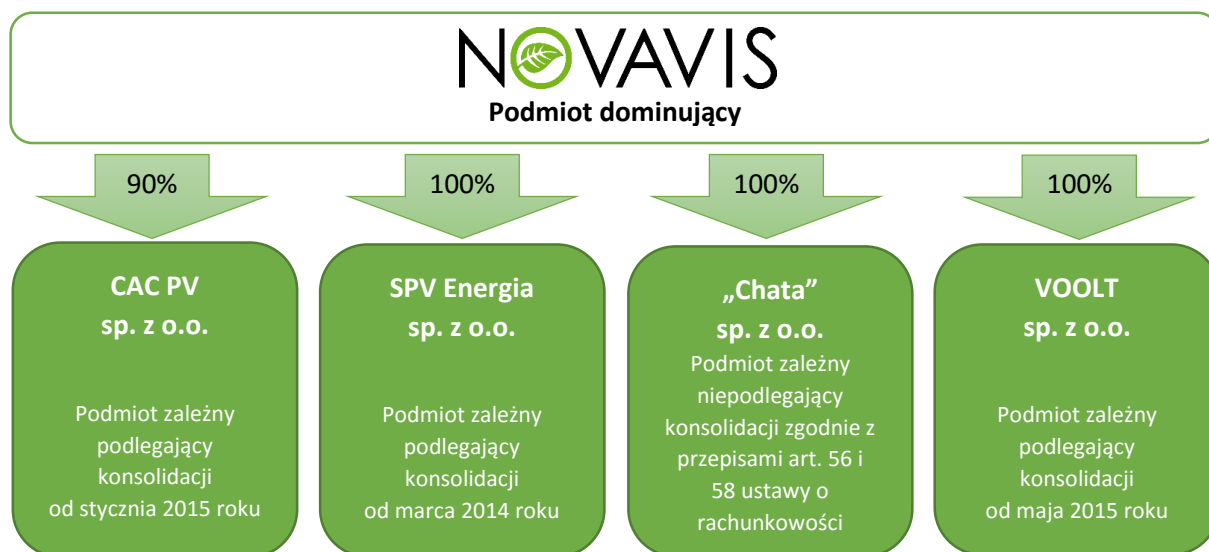 NOVAVIS
Podmiot dominujący
90%
100%
100%
100%
CAC PV
sp. z o.o.
Podmiot zależny
podlegający
konsolidacji
od stycznia 2015 roku
SPV Energia
sp. z o.o.
Podmiot zależny
podlegający
konsolidacji
od marca 2014 roku
„Chata”
sp. z o.o.
Podmiot zależny
niepodlegający
konsolidacji zgodnie z
przepisami art. 56 i
58 ustawy o
rachunkowości
VOOLT
sp. z o.o.
Podmiot zależny
podlegający
konsolidacji
od maja 2015 roku